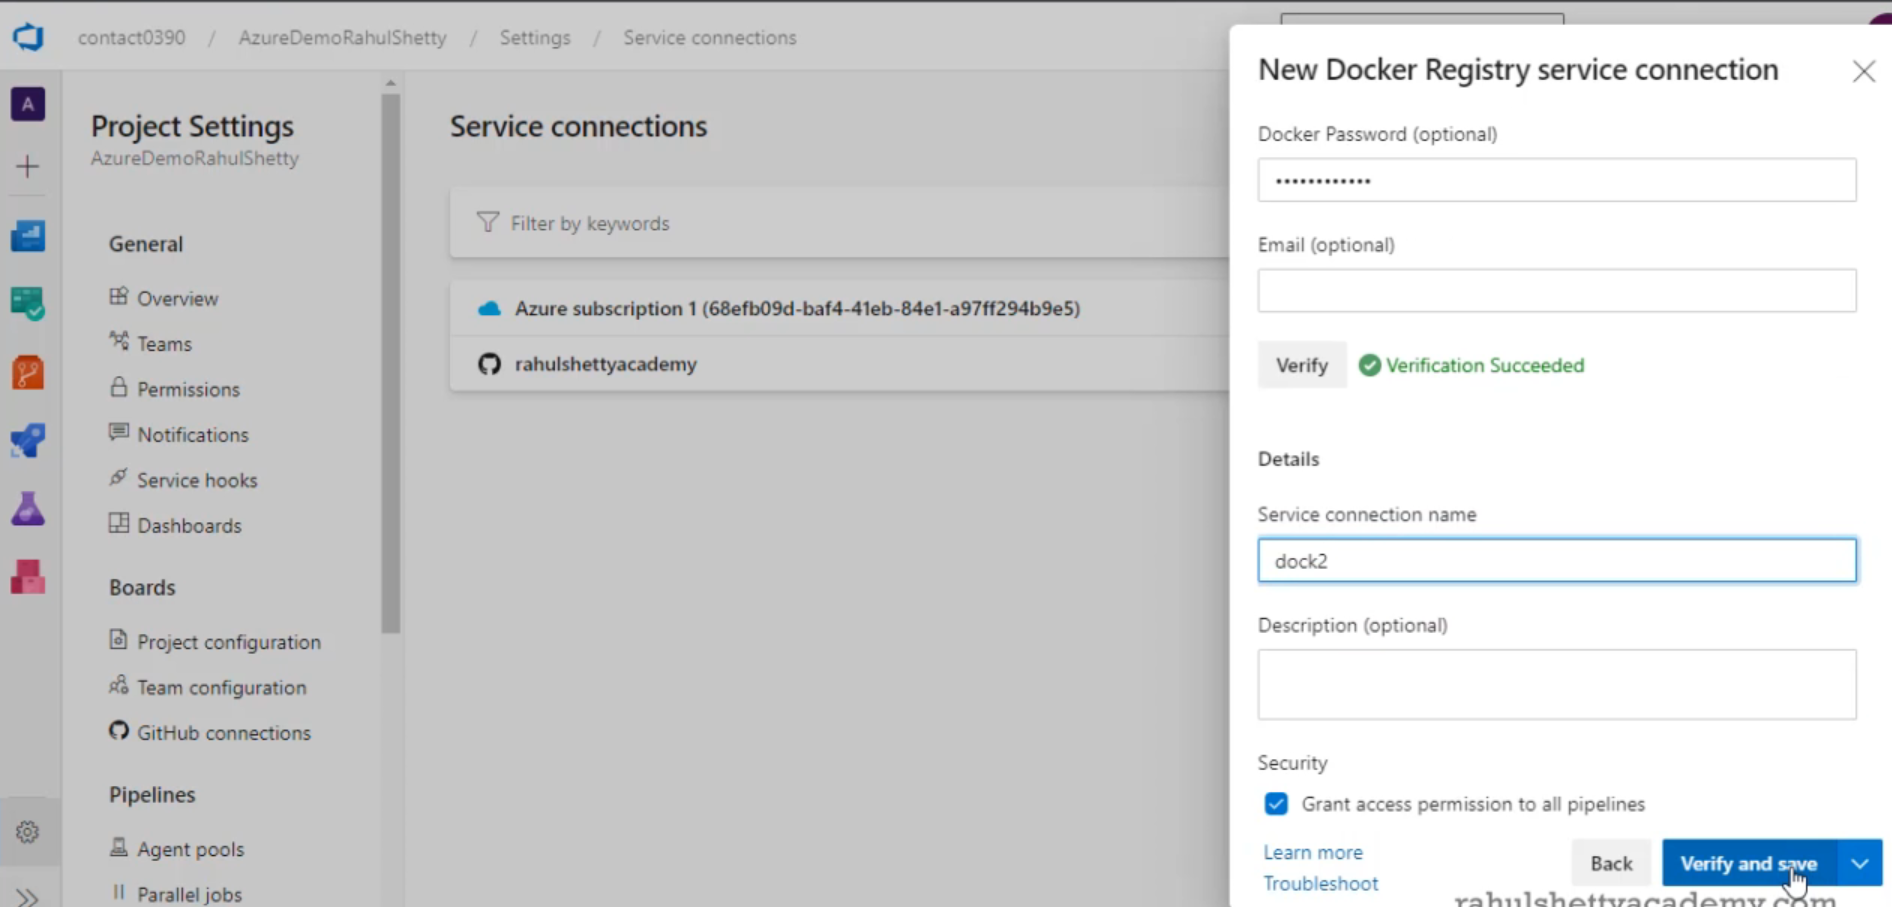 contact0390 / AzureDemoRahulShetty / Settings / Service connections
A
Project Settings
AzureDemoRahulShetty
General
Overview
Teams
Permissions
Notifications
Service hooks
Dashboards
Boards
Project configuration
Team configuration
GitHub connections
Pipelines
Agent pools
Parallel jobs
Service connections
Filter by keywords
Azure subscription 1 (68efb09d-baf4-41eb-84e1-a97ff294b9e5)
rahulshettyacademy
New Docker Registry service connection
Docker Password (optional)
••••••••••••
Email (optional)
Verify Verification Succeeded
Details
Service connection name
dock2
Description (optional)
Security
Grant access permission to all pipelines
Learn more
Troubleshoot
Back
Verify and save
rahulshettyacademy.com